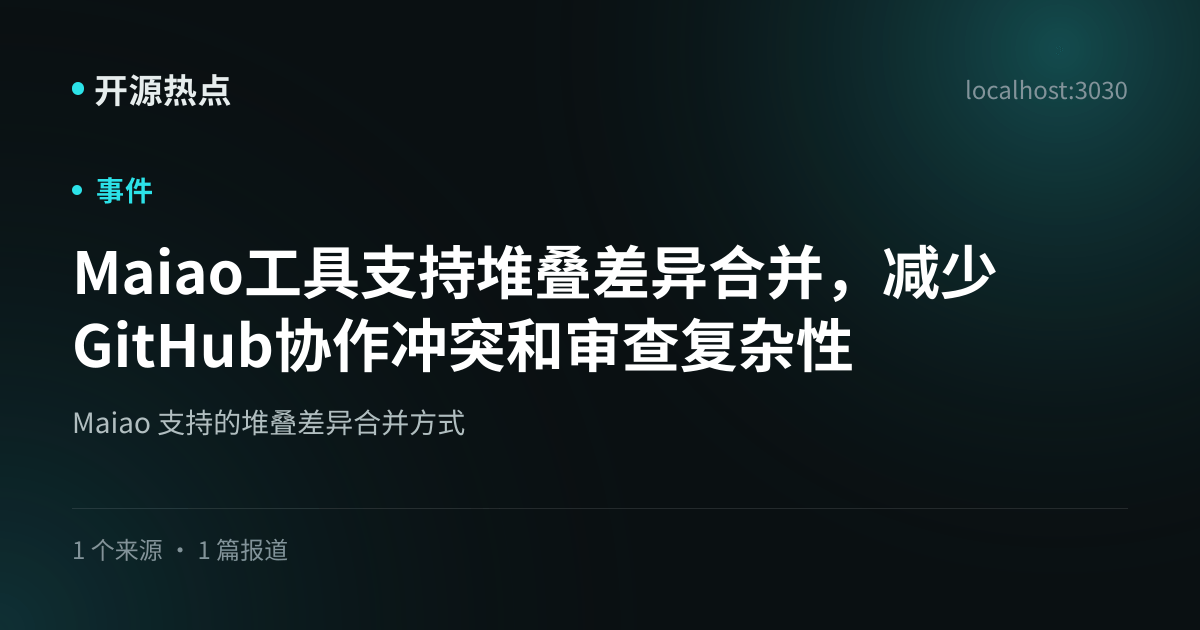 开源热点
localhost:3030
事件
Maiao工具支持堆叠差异合并，减少
GitHub协作冲突和审查复杂性
Maiao 支持的堆叠差异合并方式
1 个来源 · 1 篇报道